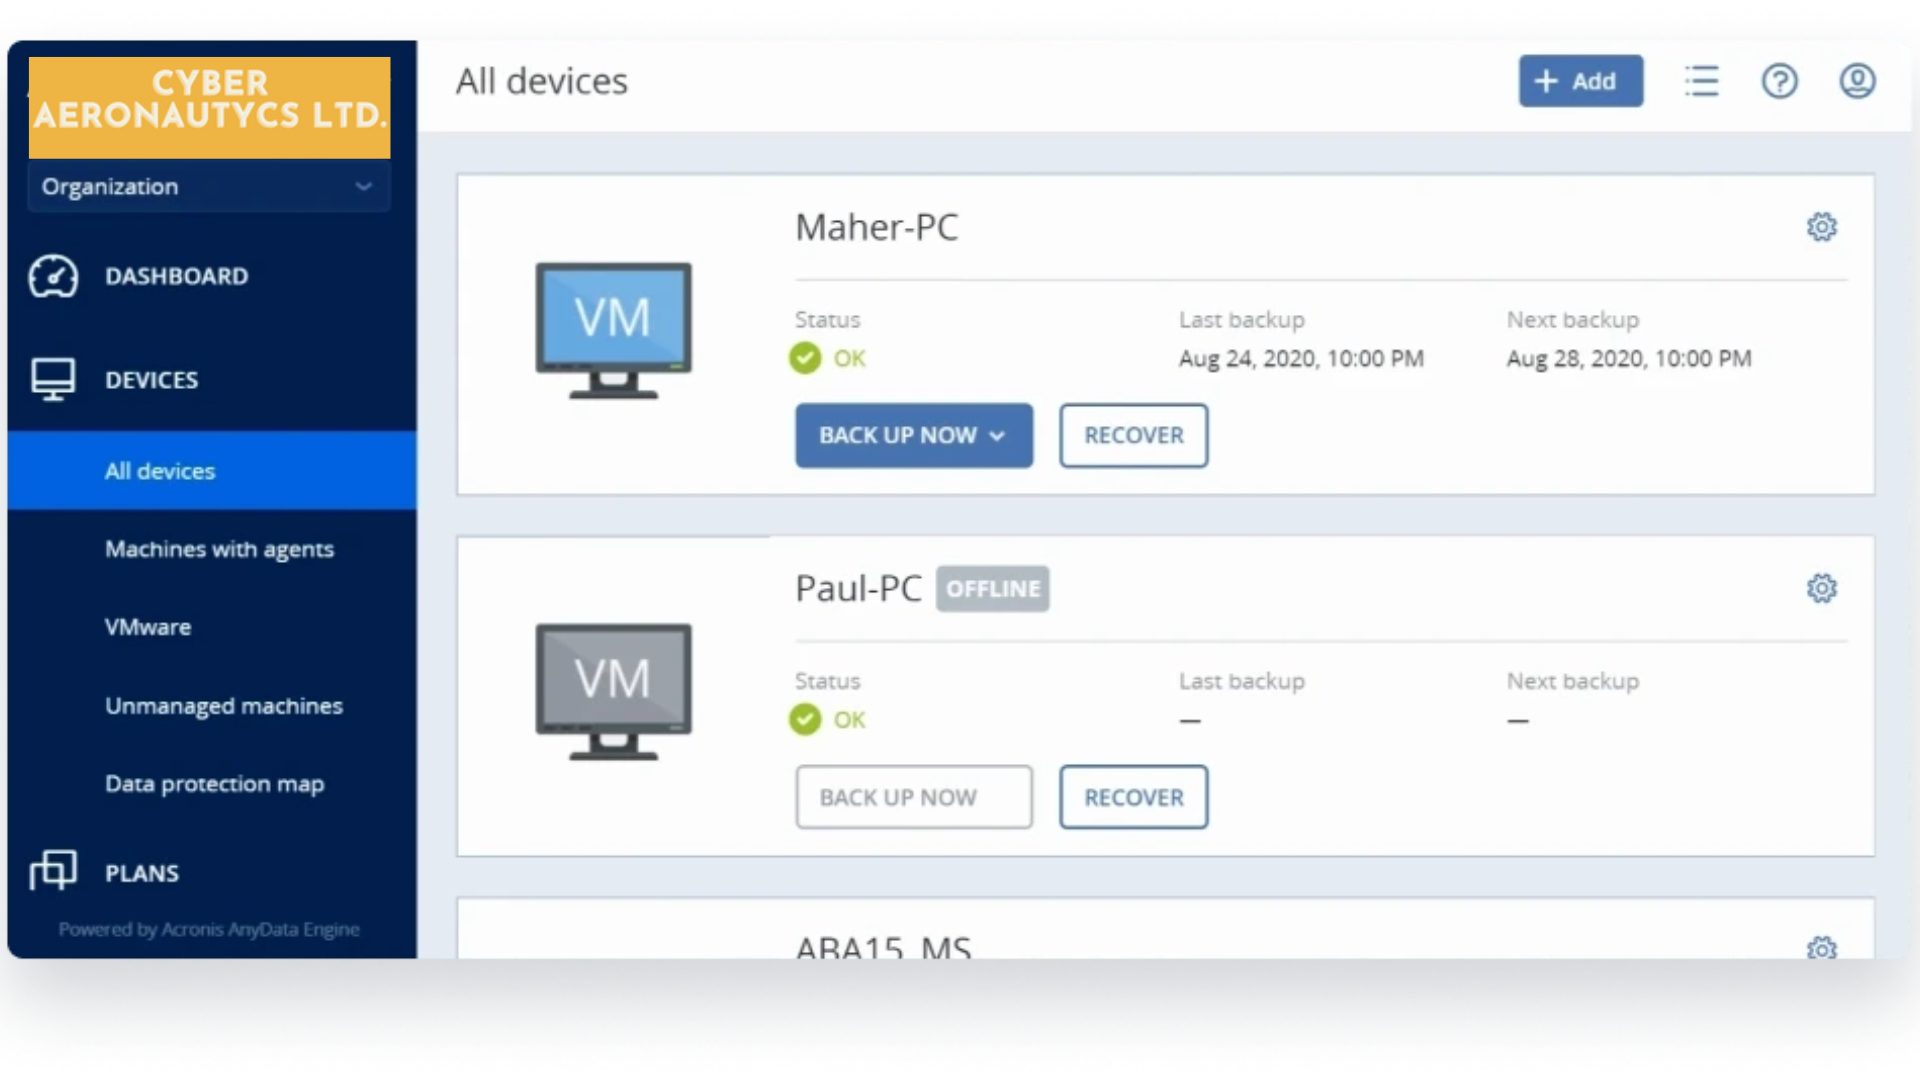 CYBER
AERONAUTYCS LTD.
Organization
DASHBOARD
DEVICES
All devices
Machines with agents
VMware
Unmanaged machines
Data protection map
PLANS
Powered by Acronis AnyData Engine
All devices
+ Add
VM
Maher-PC
Status
OK
Last backup
Aug 24, 2020, 10:00 PM
Next backup
Aug 28, 2020, 10:00 PM
BACK UP NOW
RECOVER
VM
Paul-PC OFFLINE
Status
OK
Last backup
—
Next backup
—
BACK UP NOW
RECOVER
ABA15_MS